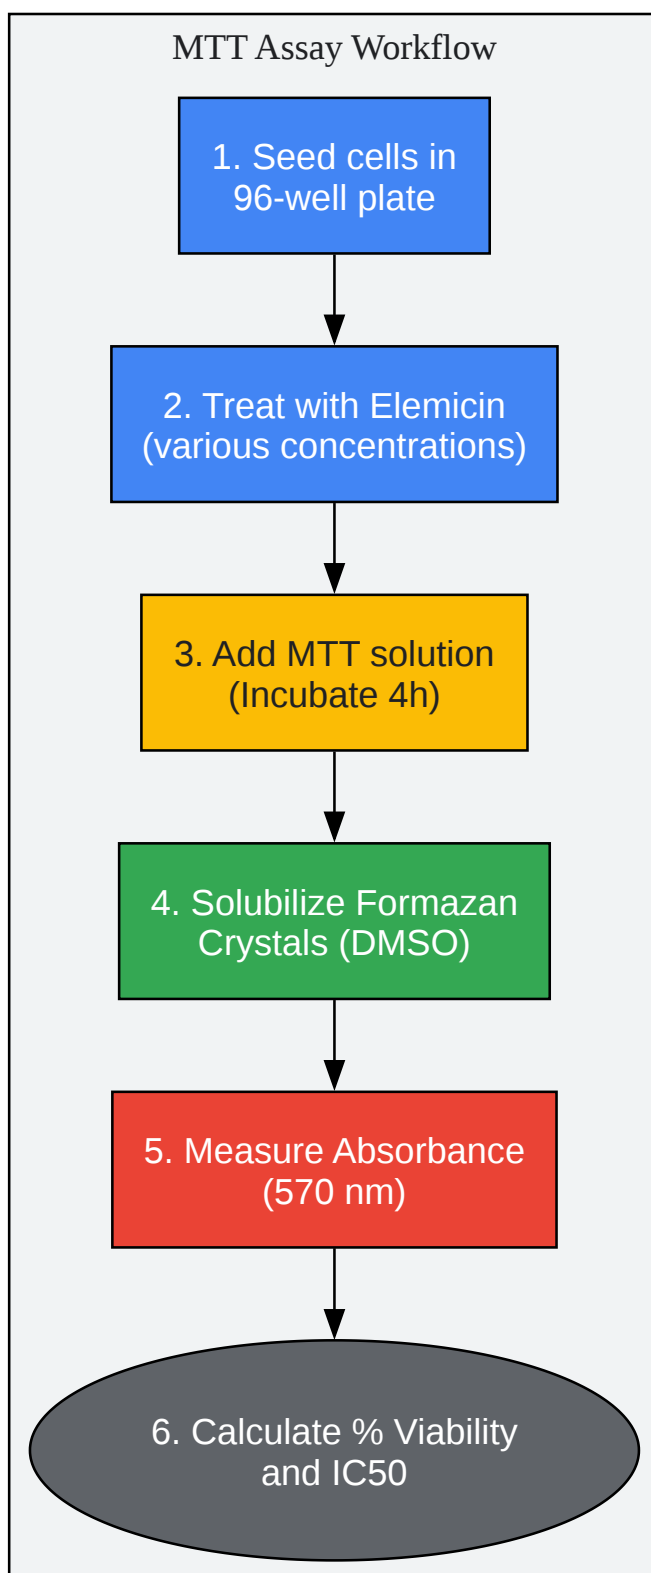 MTT Assay Workflow
1. Seed cells in
96-well plate
2. Treat with Elemicin
(various concentrations)
3. Add MTT solution
(Incubate 4h)
4. Solubilize Formazan
Crystals (DMSO)
5. Measure Absorbance
(570 nm)
6. Calculate % Viability
and IC50